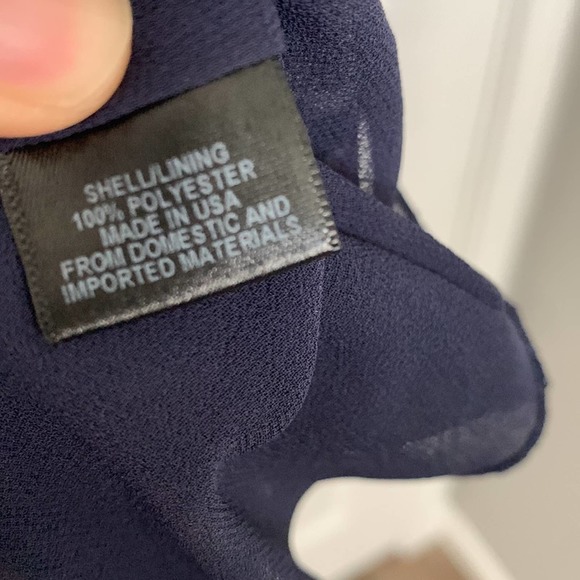 SHELL/LINING
100% POLYESTER
MADE IN USA
FROM DOMESTIC AND
IMPORTED MATERIALS